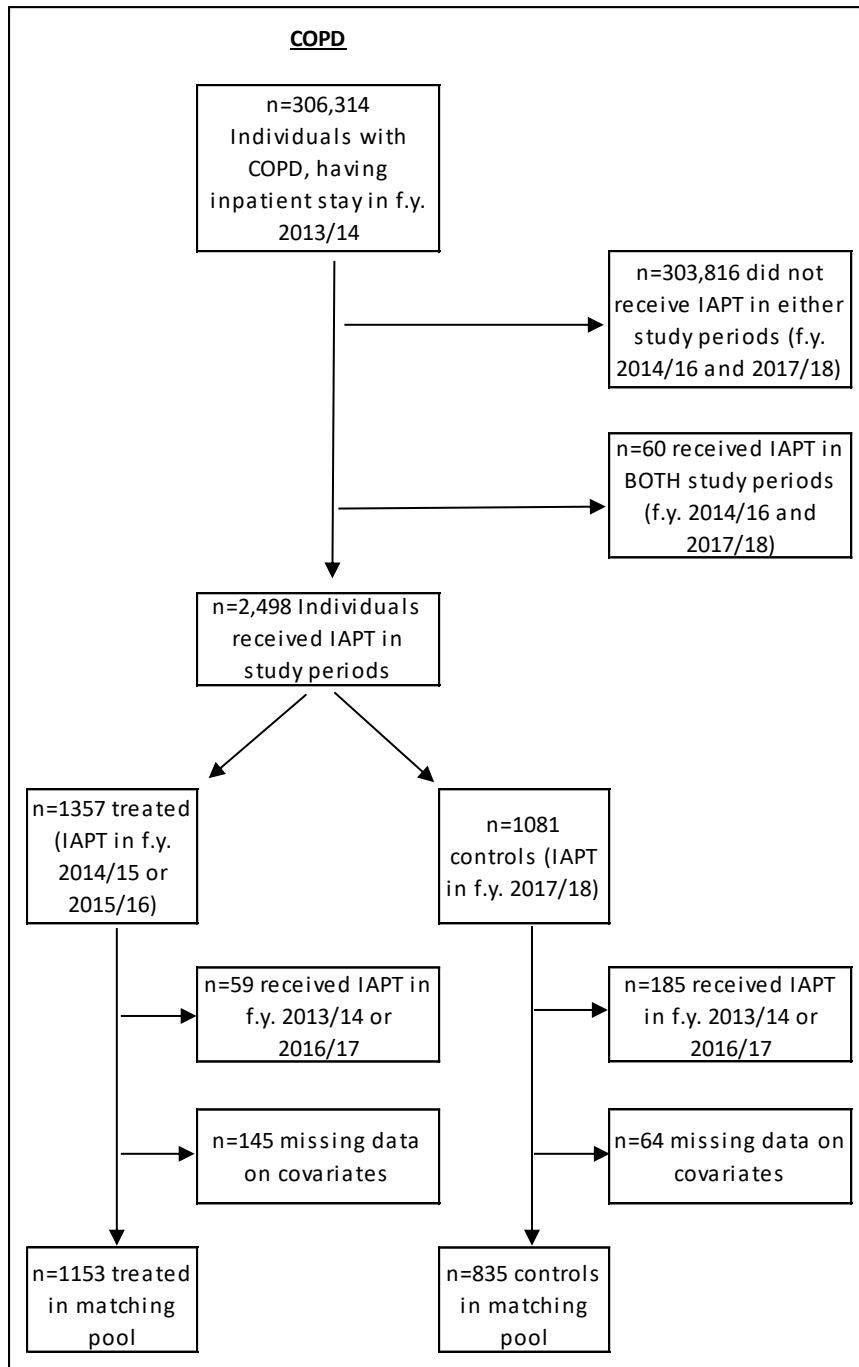 COPD
n=306,314
Individuals with
COPD, having
inpatient stay in f.y.
2013/14
n=303,816 did not
receive IAPT in either
study periods (f.y.
2014/16 and 2017/18)
n=60 received IAPT in
BOTH study periods
(f.y. 2014/16 and
2017/18)
n=2,498 Individuals
received IAPT in
study periods
n=1357 treated
(IAPT in f.y.
2014/15 or
2015/16)
n=1081
controls (IAPT
in f.y. 2017/18)
n=59 received IAPT in
f.y. 2013/14 or
2016/17
n=185 received IAPT
in f.y. 2013/14 or
2016/17
n=145 missing data
on covariates
n=64 missing data on
covariates
n=1153 treated
in matching
pool
n=835 controls
in matching
pool